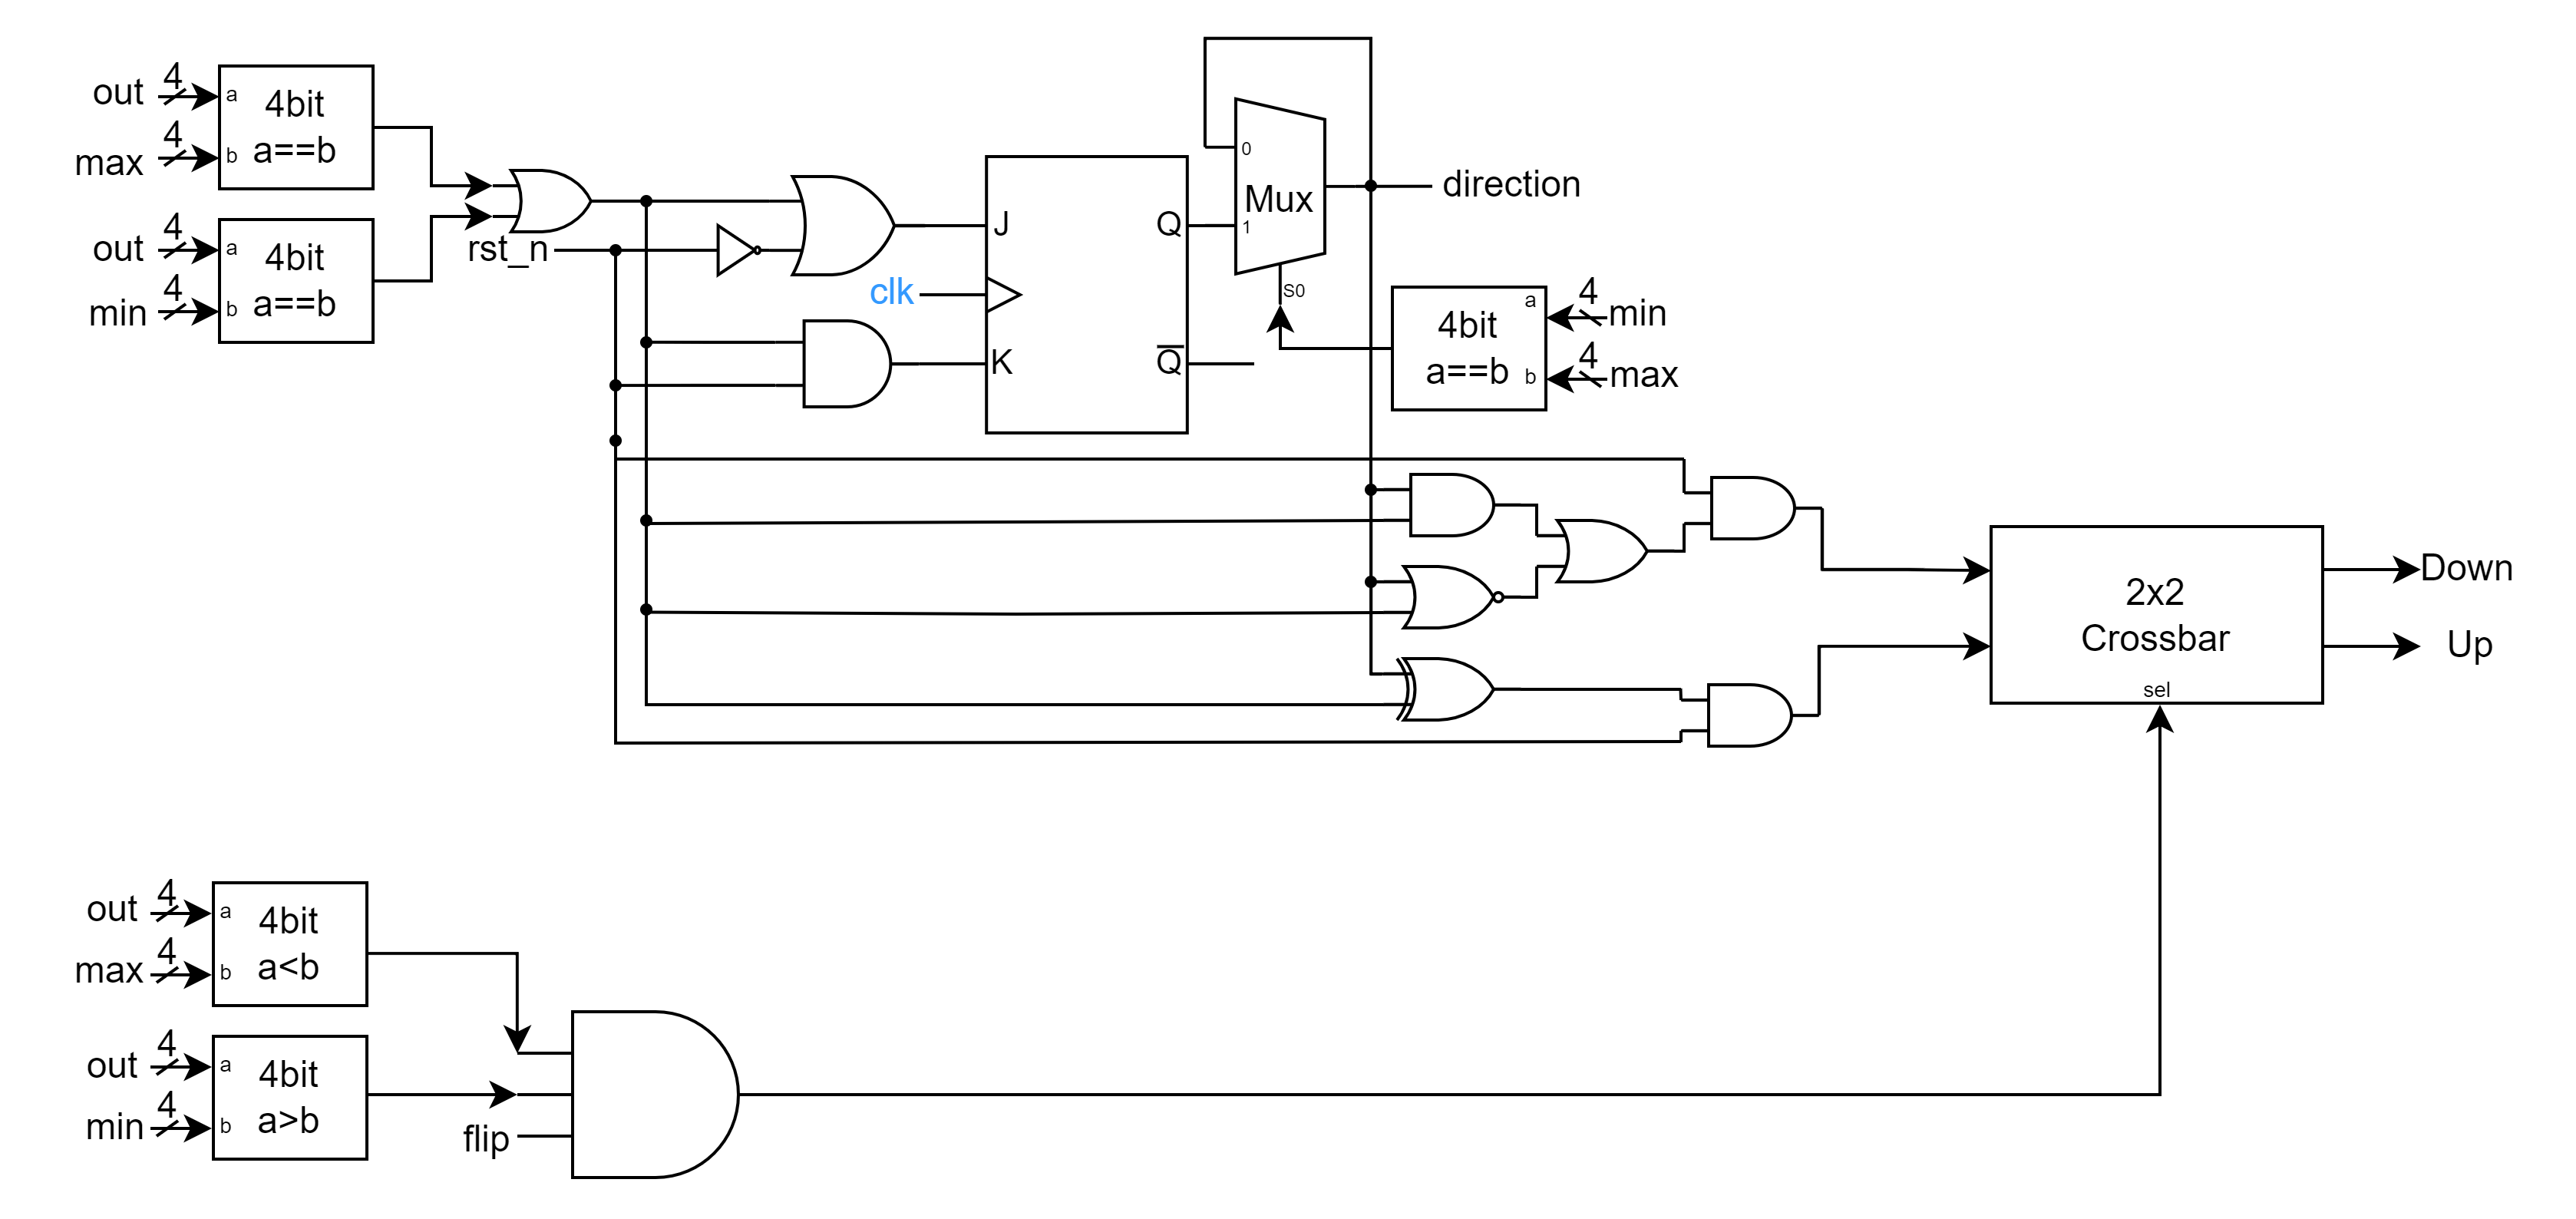 out
4
a
max
4
b
4bit
a==b
out
4
a
min
4
b
4bit
a==b
rst_n
clk
J
K
Q
Q̅
0
Mux
1
S0
direction
4bit
a==b
a
b
4
min
4
max
2x2
Crossbar
sel
Down
Up
out
4
a
max
4
b
4bit
a<b
out
4
a
min
4
b
4bit
a>b
flip